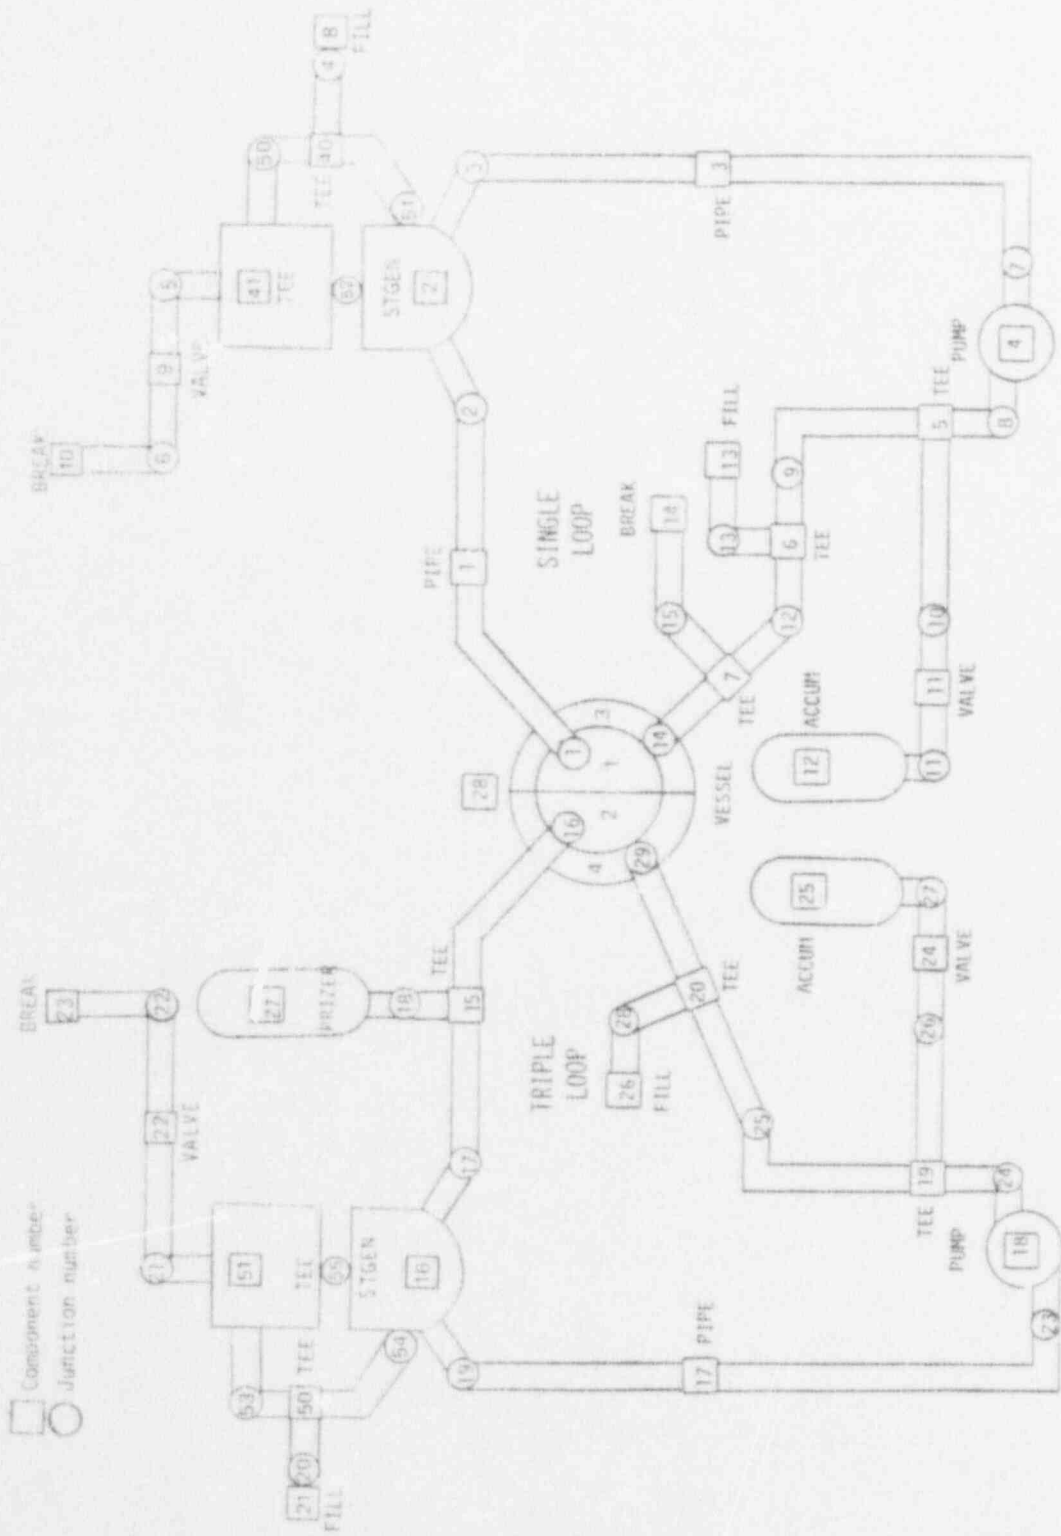 Component number
Junction number
BREAK
23
22
22
VALVE
21
51
TEE
53
55
TEE
50
20
21
FILL
54
STGEN
16
19
17
27
PRIZER
18
TEE
15
16
17
PIPE
23
18
PUMP
24
TEE
19
25
TRIPLE
LOOP
28
26
FILL
20
TEE
29
26
24
VALVE
27
25
ACCUM
28
1
2
3
4
VESSEL
1
14
BREAK
10
6
9
VALVE
5
41
TEE
50
TEE
40
4
8
FILL
51
52
STGEN
2
2
3
PIPE
1
SINGLE
LOOP
BREAK
14
15
7
TEE
12
6
TEE
13
13
FILL
9
3
PIPE
7
4
PUMP
8
5
TEE
10
11
VALVE
11
12
ACCUM